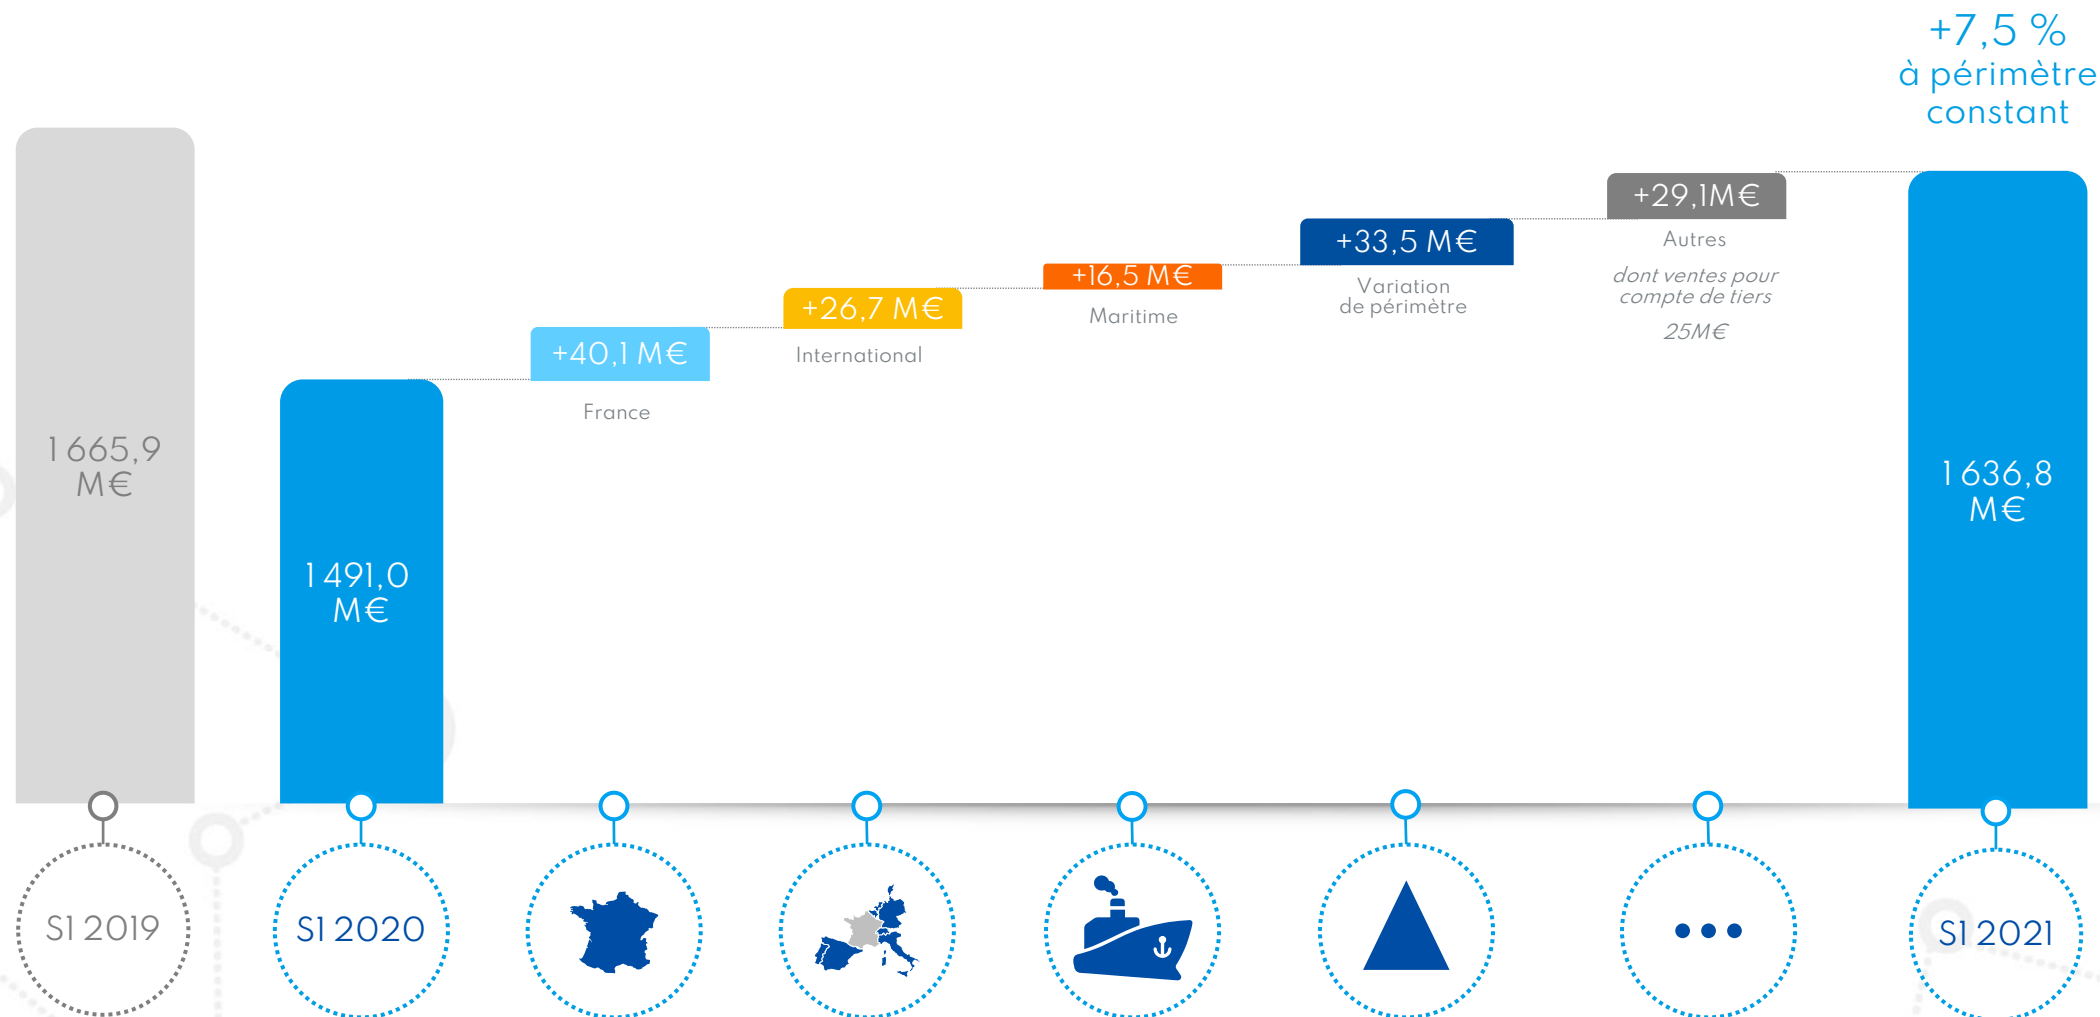 +7,5 %
à périmètre
constant
1 665,9
M€
1 491,0
M€
+40,1 M€
France
+26,7 M€
International
+16,5 M€
Maritime
+33,5 M€
Variation
de périmètre
+29,1M€
Autres
dont ventes pour
compte de tiers
25M€
1 636,8
M€
S1 2019
S1 2020
S1 2021